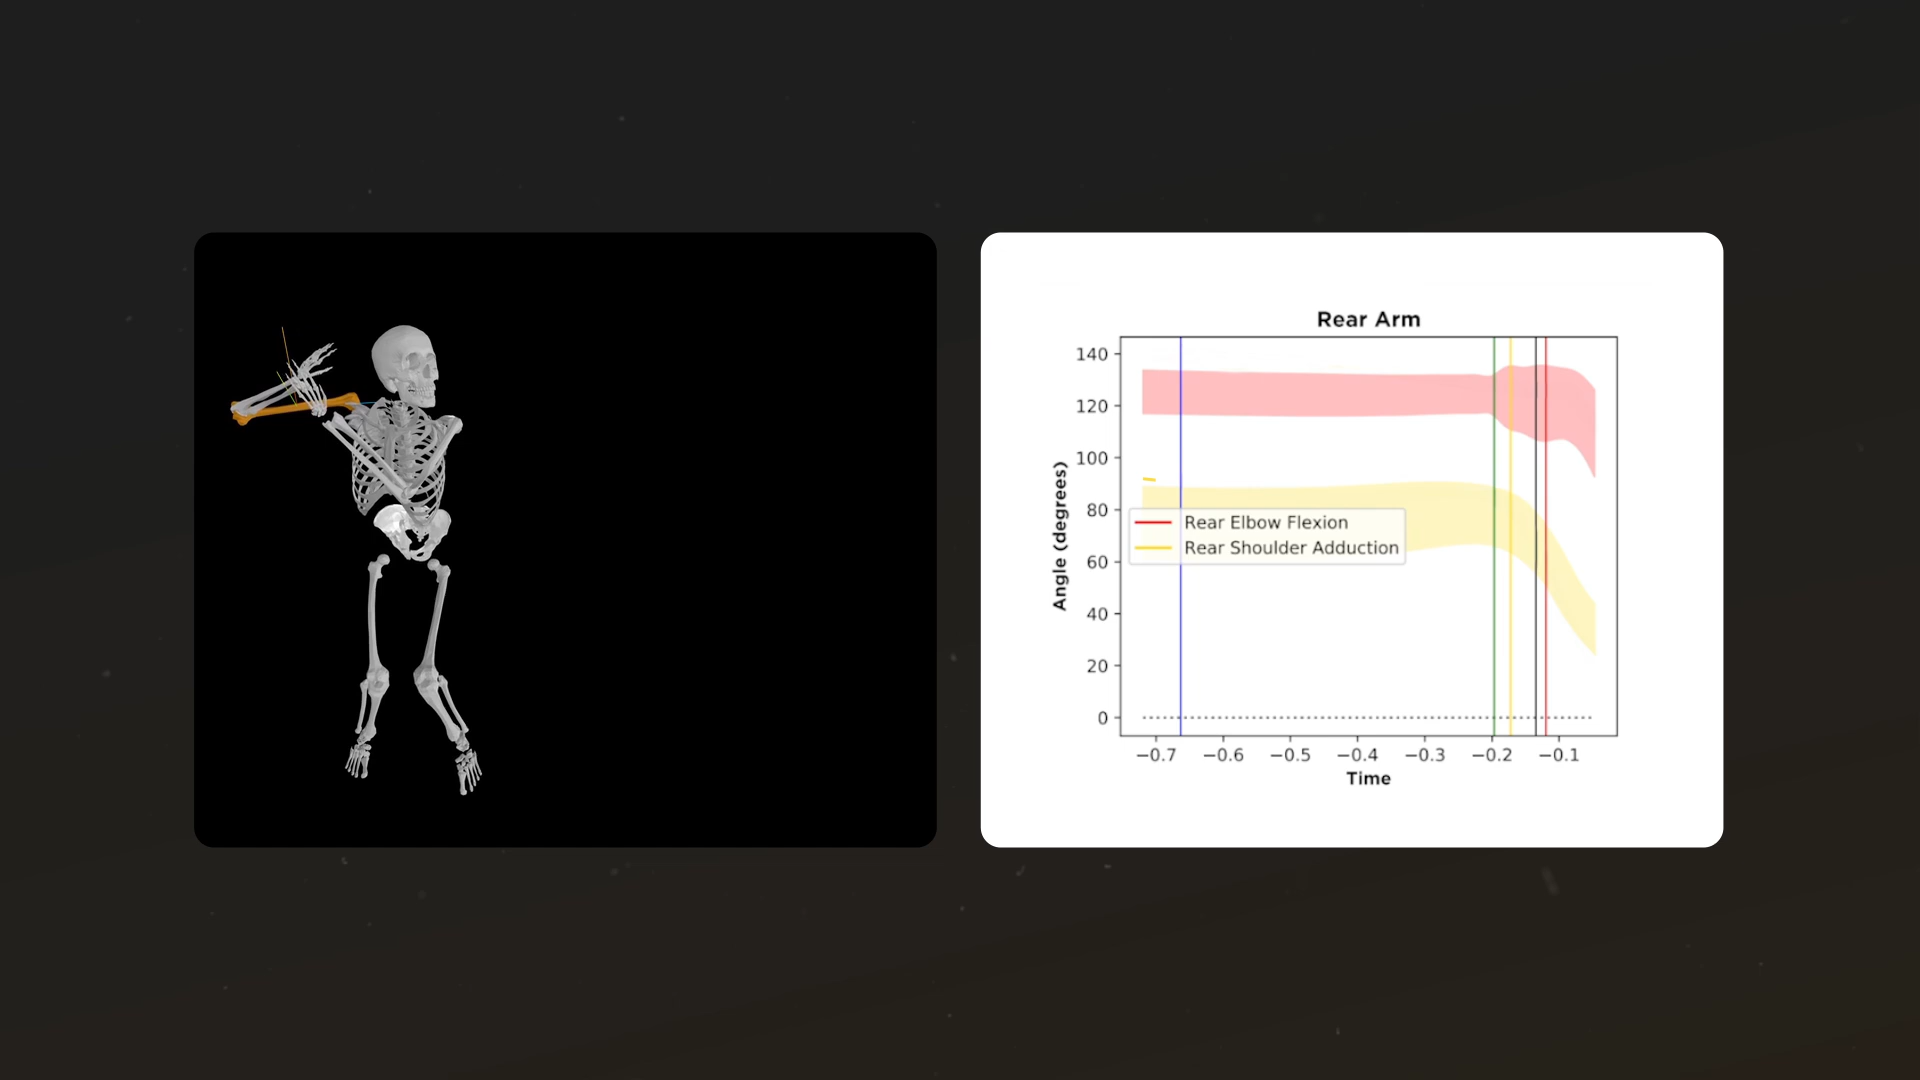 Rear Arm
140
120
100
80
60
40
20
0
Angle (degrees)
Rear Elbow Flexion
Rear Shoulder Adduction
−0.7 −0.6 −0.5 −0.4 −0.3 −0.2 −0.1
Time